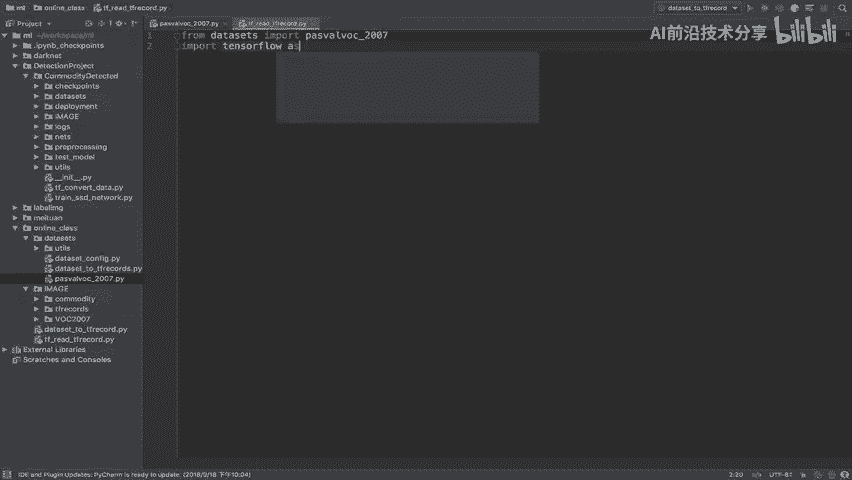 ml online_class tf_read_tfrecord.py
dataset_to_tfrecord
Project
pasvalvoc_2007.py
tf_read_tfrecord.py
AI前沿技术分享 bilibili
ml ~/workspace/ml
.ipynb_checkpoints
darknet
DetectionProject
CommodityDetected
checkpoints
datasets
deployment
IMAGE
logs
nets
preprocessing
test_model
utils
__init__.py
tf_convert_data.py
train_ssd_network.py
labelImg
meituan
online_class
datasets
utils
dataset_config.py
dataset_to_tfrecords.py
pasvalvoc_2007.py
IMAGE
commodity
tfrecords
VOC2007
dataset_to_tfrecord.py
tf_read_tfrecord.py
External Libraries
Scratches and Consoles
1 from datasets import pasvalvoc_2007
2 import tensorflow as
IDE and Plugin Updates: PyCharm is ready to update. (2018/9/18 下午10:04)
2:20 UTF-8